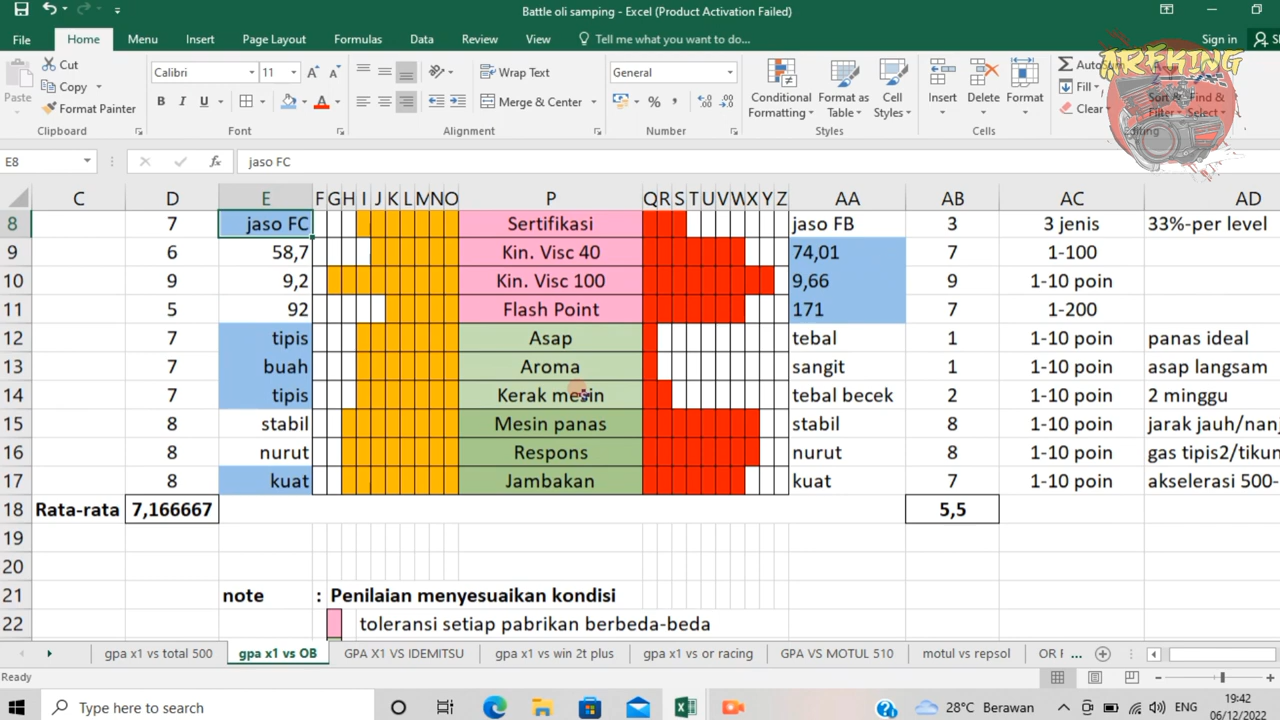 Battle oli samping - Excel (Product Activation Failed)
File Home Menu Insert Page Layout Formulas Data Review View Tell me what you want to do... Sign in
AREKING
Cut
Copy
Format Painter
Paste
Calibri 11
B I U
Wrap Text
Merge & Center
General
Conditional Formatting
Format as Table
Cell Styles
Insert Delete Format
Fill
Clear
Sort & Filter
Find & Select
Clipboard Font Alignment Number Styles Cells Editing
E8 fx jaso FC
C D E F G H I J K L M N O P Q R S T U V W X Y Z AA AB AC AD
8 7 jaso FC Sertifikasi jaso FB 3 3 jenis 33%-per level
9 6 58,7 Kin. Visc 40 74,01 7 1-100
10 9 9,2 Kin. Visc 100 9,66 9 1-10 poin
11 5 92 Flash Point 171 7 1-200
12 7 tipis Asap tebal 1 1-10 poin panas ideal
13 7 buah Aroma sangit 1 1-10 poin asap langsam
14 7 tipis Kerak mesin tebal becek 2 1-10 poin 2 minggu
15 8 stabil Mesin panas stabil 8 1-10 poin jarak jauh/nanj
16 8 nurut Respons nurut 8 1-10 poin gas tipis2/tikun
17 8 kuat Jambakan kuat 7 1-10 poin akselerasi 500-
18 Rata-rata 7,166667 5,5
19
20
21 note : Penilaian menyesuaikan kondisi
22 toleransi setiap pabrikan berbeda-beda
gpa x1 vs total 500 gpa x1 vs OB GPA X1 VS IDEMITSU gpa x1 vs win 2t plus gpa x1 vs or racing GPA VS MOTUL 510 motul vs repsol OR F ...
Ready
Type here to search
28°C Berawan
ENG
19:42
06/12/2022